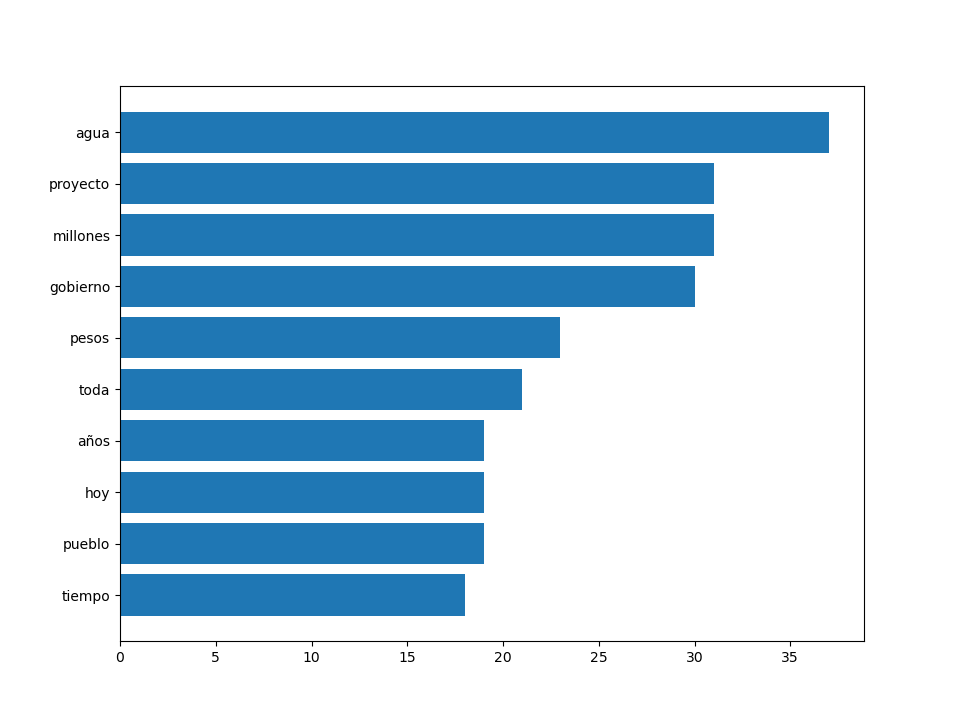 agua
proyecto
millones
gobierno
pesos
toda
años
hoy
pueblo
tiempo
0 5 10 15 20 25 30 35